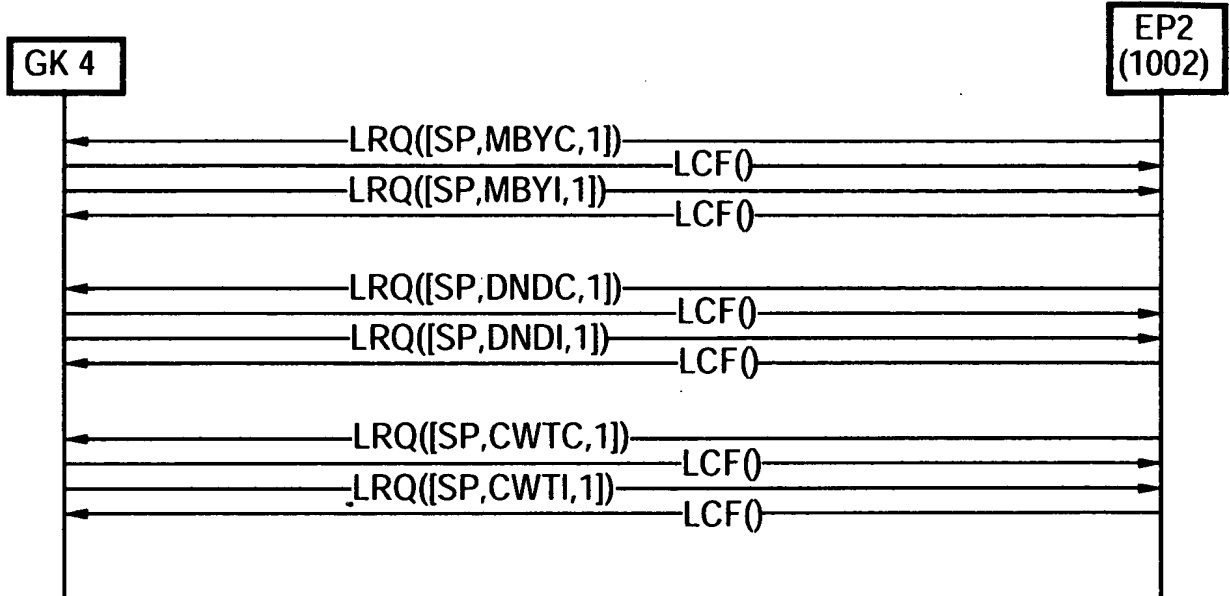 GK 4
EP2
(1002)
LRQ([SP,MBYC,1])
LCF()
LRQ([SP,MBYI,1])
LCF()
LRQ([SP,DNDC,1])
LCF()
LRQ([SP,DNDI,1])
LCF()
LRQ([SP,CWTC,1])
LCF()
LRQ([SP,CWTI,1])
LCF()